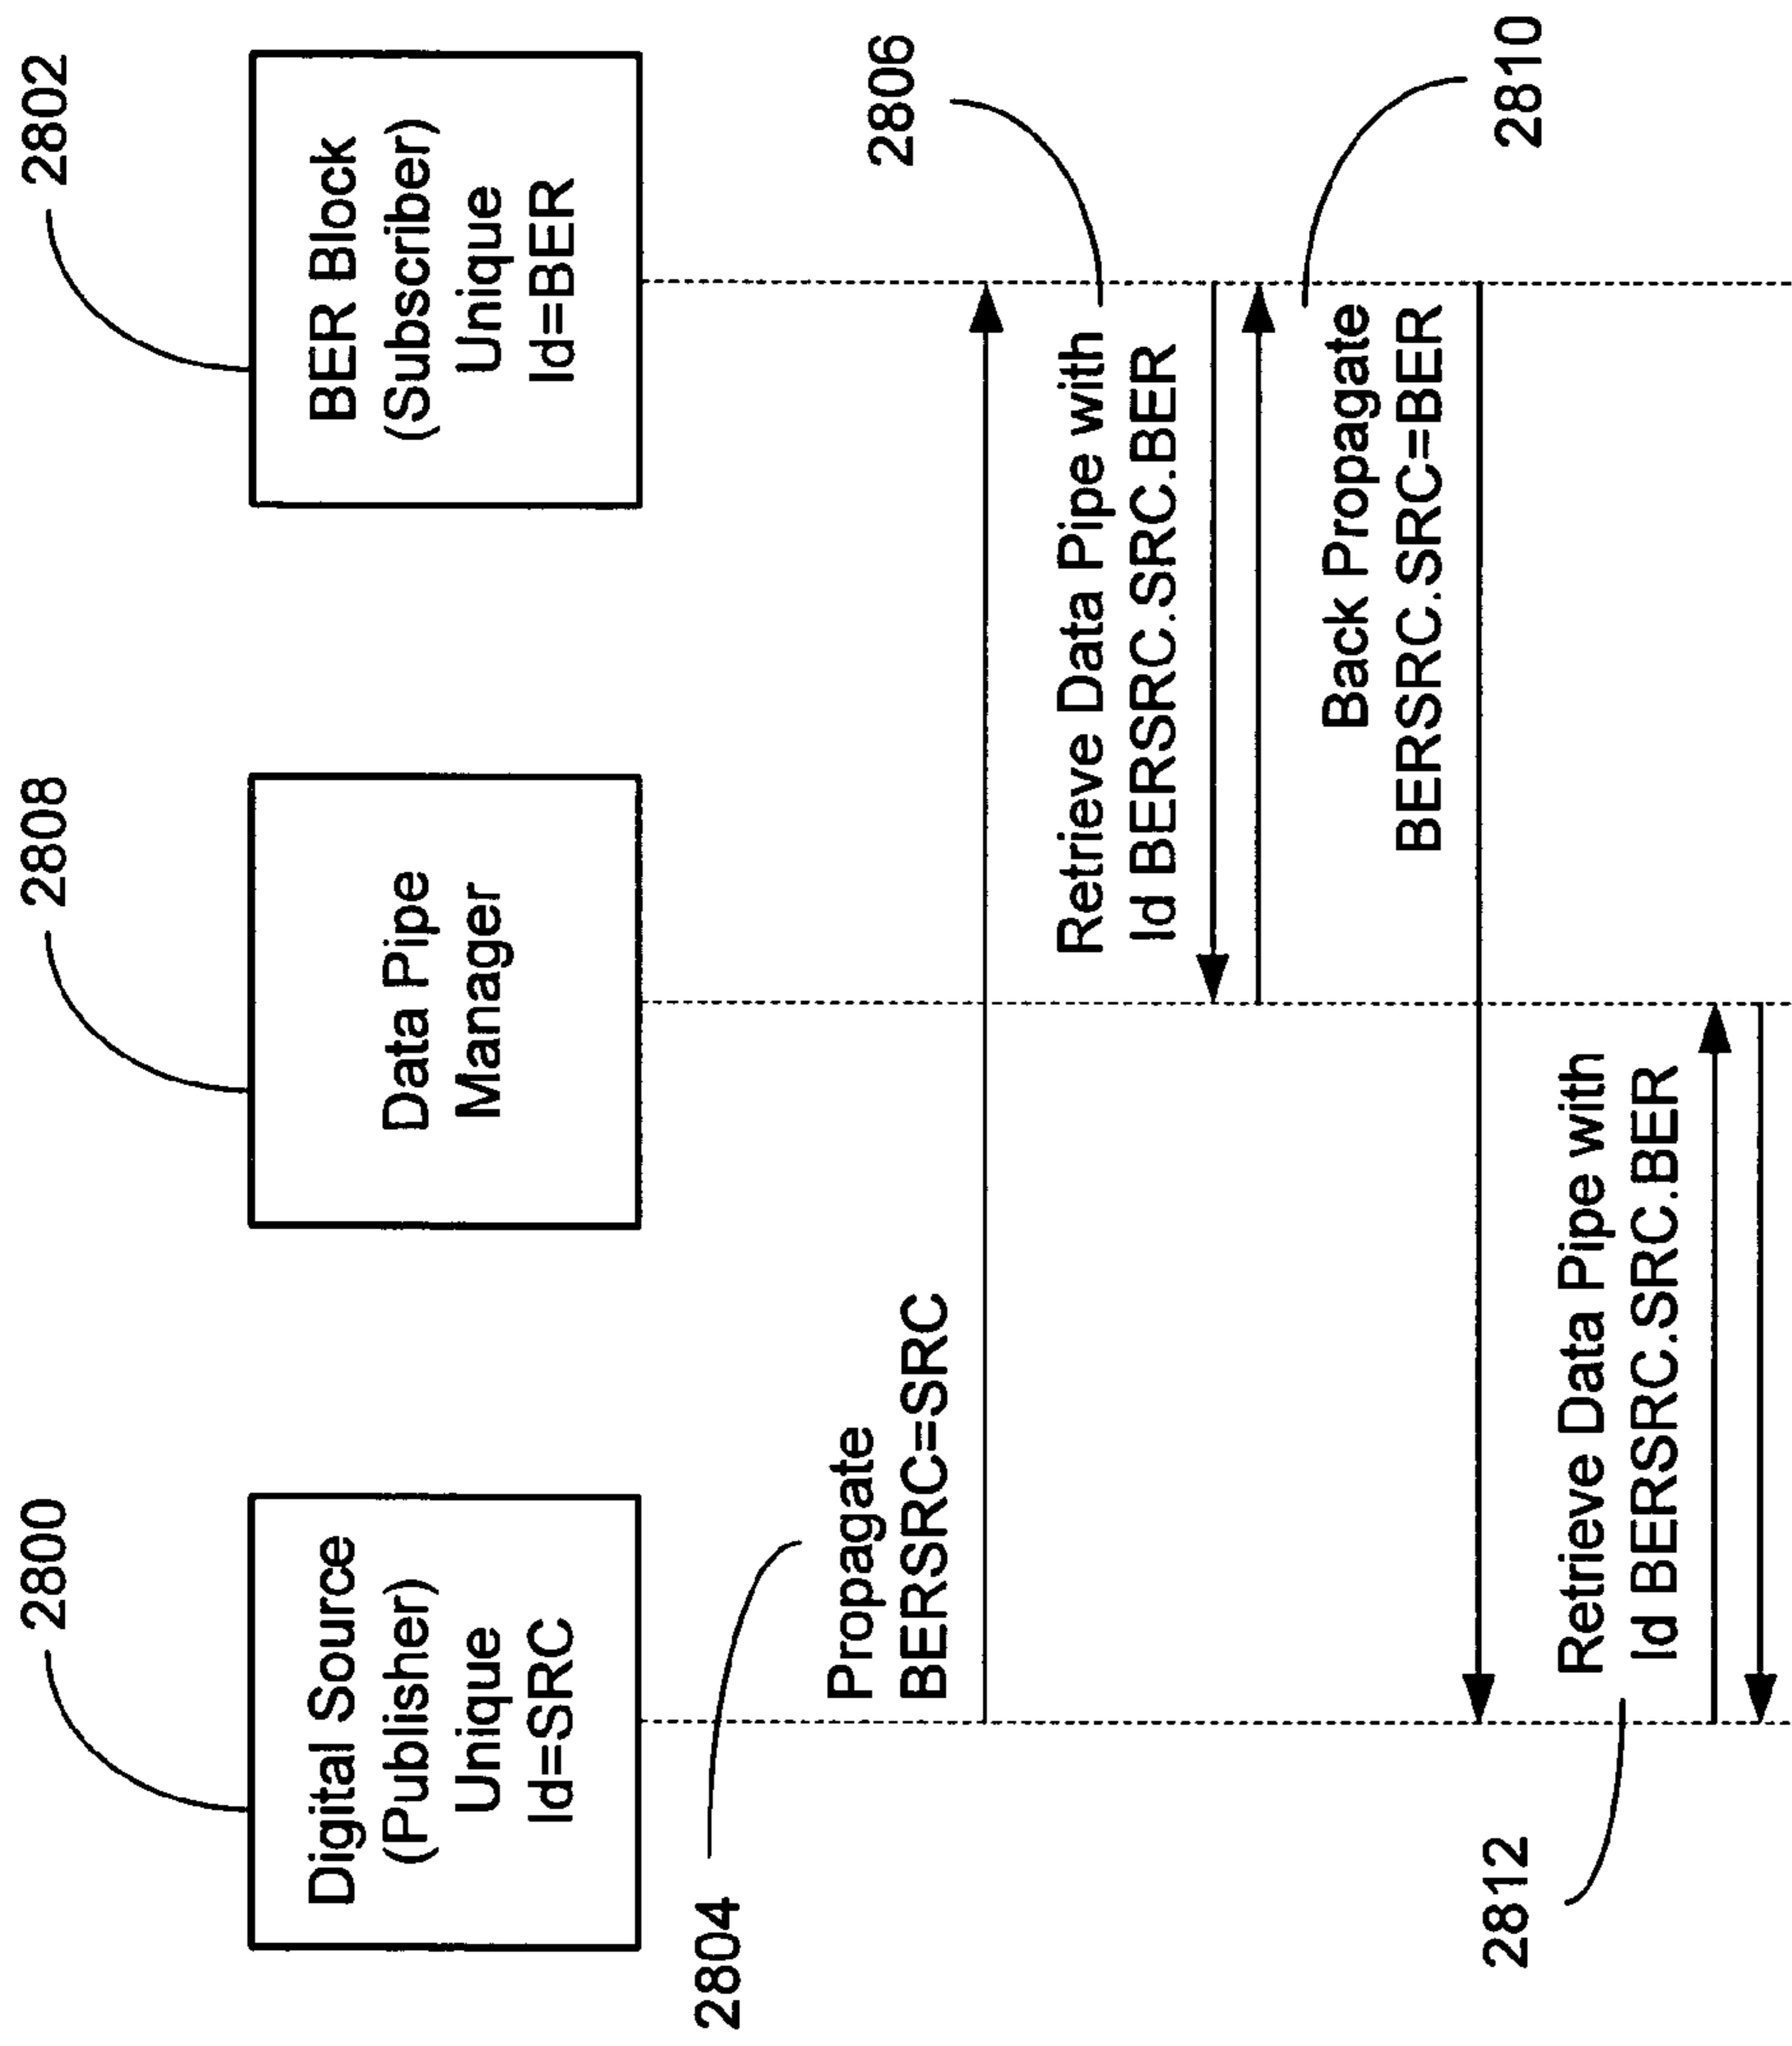 2800
Digital Source
(Publisher)
Unique
Id=SRC
2808
Data Pipe
Manager
2802
BER Block
(Subscriber)
Unique
Id=BER
2804
Propagate
BERSRC=SRC
2806
Retrieve Data Pipe with
Id BERSRC.SRC.BER
2810
Back Propagate
BERSRC.SRC=BER
2812
Retrieve Data Pipe with
Id BERSRC.SRC.BER